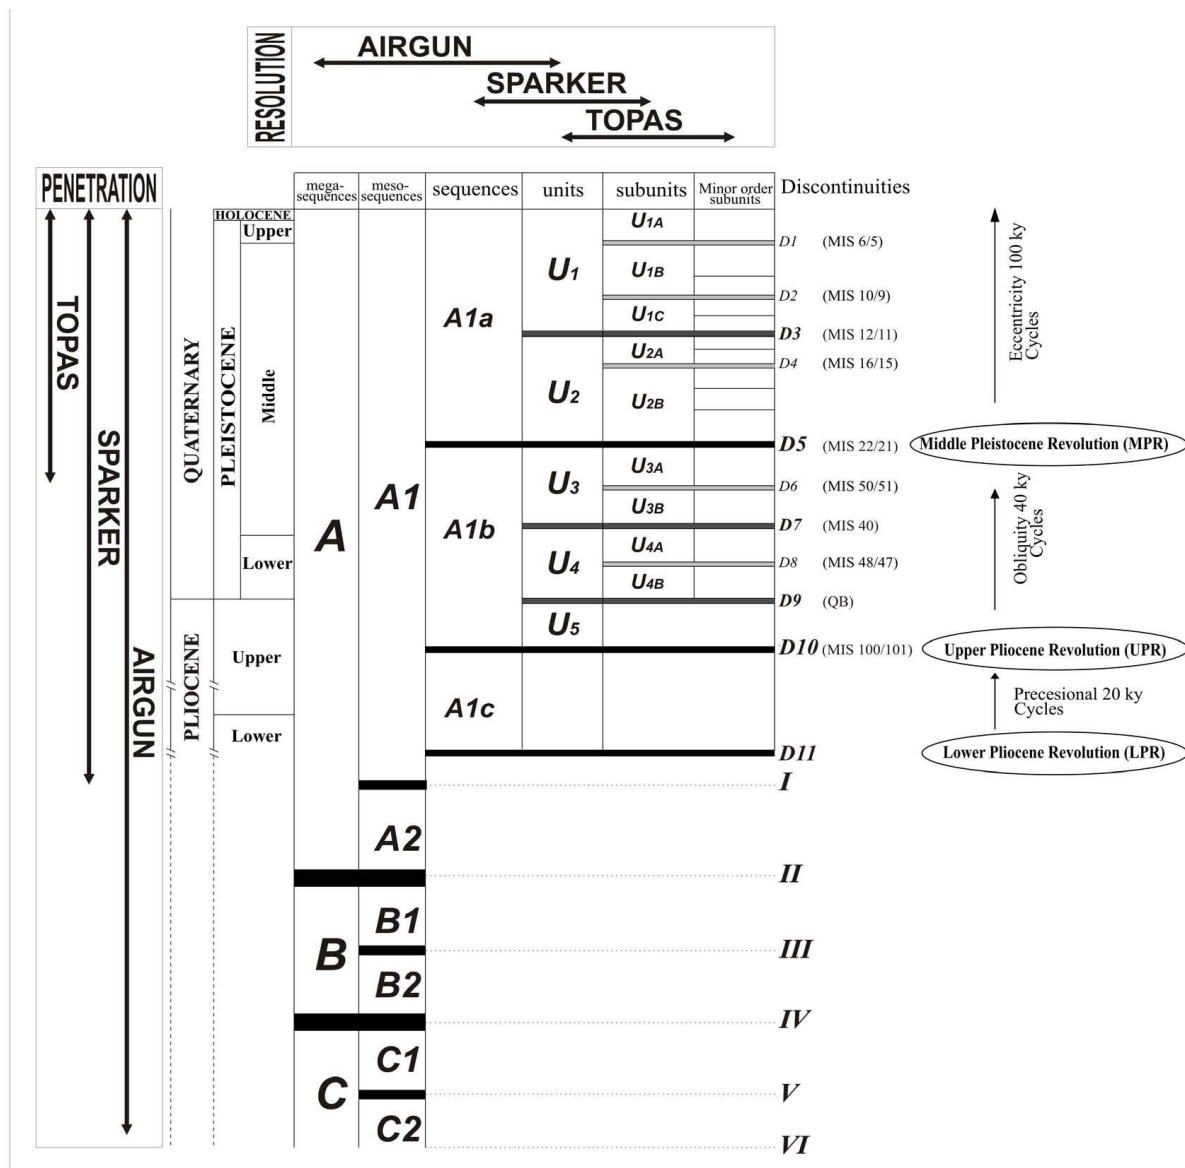 RESOLUTION
AIRGUN
SPARKER
TOPAS
PENETRATION
TOPAS
SPARKER
AIRGUN
mega-
sequences
meso-
sequences
sequences
units
subunits
Minor order
subunits
Discontinuities
QUATERNARY
PLIOCENE
HOLOCENE
PLEISTOCENE
Upper
Middle
Lower
Upper
Lower
A
B
C
A1
A2
B1
B2
C1
C2
A1a
A1b
A1c
U1
U2
U3
U4
U5
U1A
U1B
U1C
U2A
U2B
U3A
U3B
U4A
U4B
D1 (MIS 6/5)
D2 (MIS 10/9)
D3 (MIS 12/11)
D4 (MIS 16/15)
D5 (MIS 22/21)
D6 (MIS 50/51)
D7 (MIS 40)
D8 (MIS 48/47)
D9 (QB)
D10 (MIS 100/101)
D11
I
II
III
IV
V
VI
Eccentricity 100 ky
Cycles
Middle Pleistocene Revolution (MPR)
Obliquity 40 ky
Cycles
Upper Pliocene Revolution (UPR)
Precesional 20 ky
Cycles
Lower Pliocene Revolution (LPR)